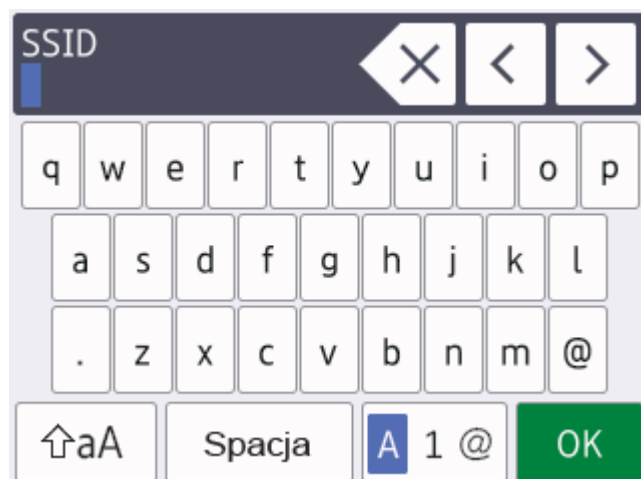 SSID
q w e r t y u i o p
a s d f g h j k l
. z x c v b n m @
aA Spacja A 1 @ OK